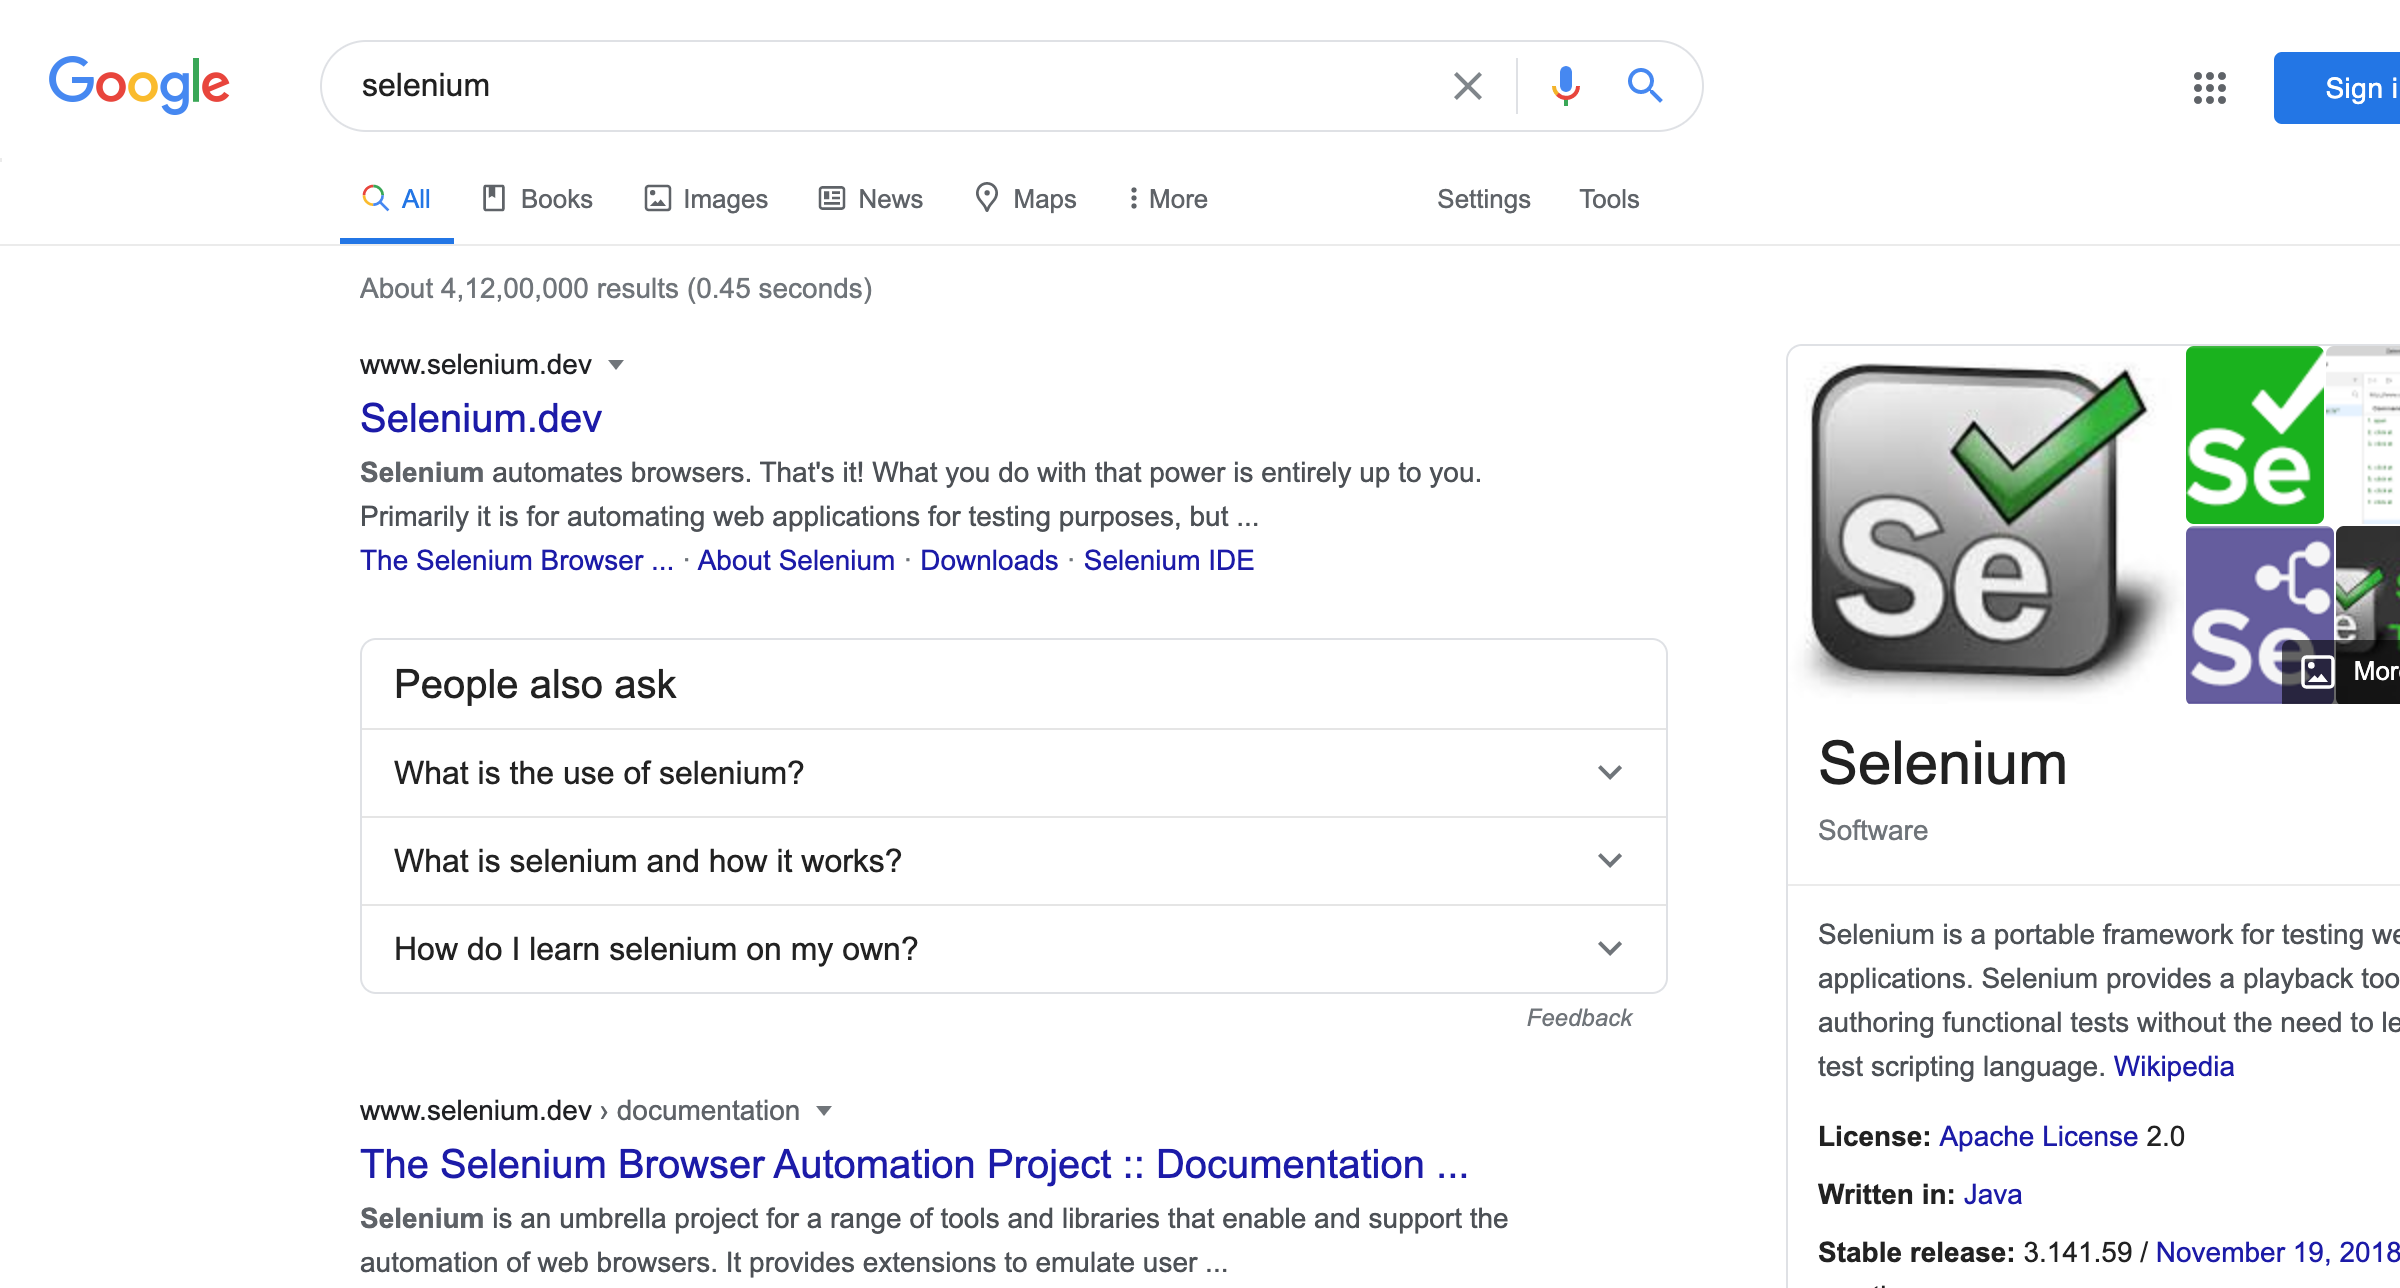 Google
selenium
Sign i
All
Books
Images
News
Maps
More
Settings
Tools
About 4,12,00,000 results (0.45 seconds)
www.selenium.dev
Selenium.dev
Selenium automates browsers. That's it! What you do with that power is entirely up to you.
Primarily it is for automating web applications for testing purposes, but ...
The Selenium Browser ... · About Selenium · Downloads · Selenium IDE
People also ask
What is the use of selenium?
What is selenium and how it works?
How do I learn selenium on my own?
Feedback
www.selenium.dev › documentation
The Selenium Browser Automation Project :: Documentation ...
Selenium is an umbrella project for a range of tools and libraries that enable and support the
automation of web browsers. It provides extensions to emulate user ...
Se
Se
Se
e
Mor
Selenium
Software
Selenium is a portable framework for testing we
applications. Selenium provides a playback too
authoring functional tests without the need to le
test scripting language. Wikipedia
License: Apache License 2.0
Written in: Java
Stable release: 3.141.59 / November 19, 2018